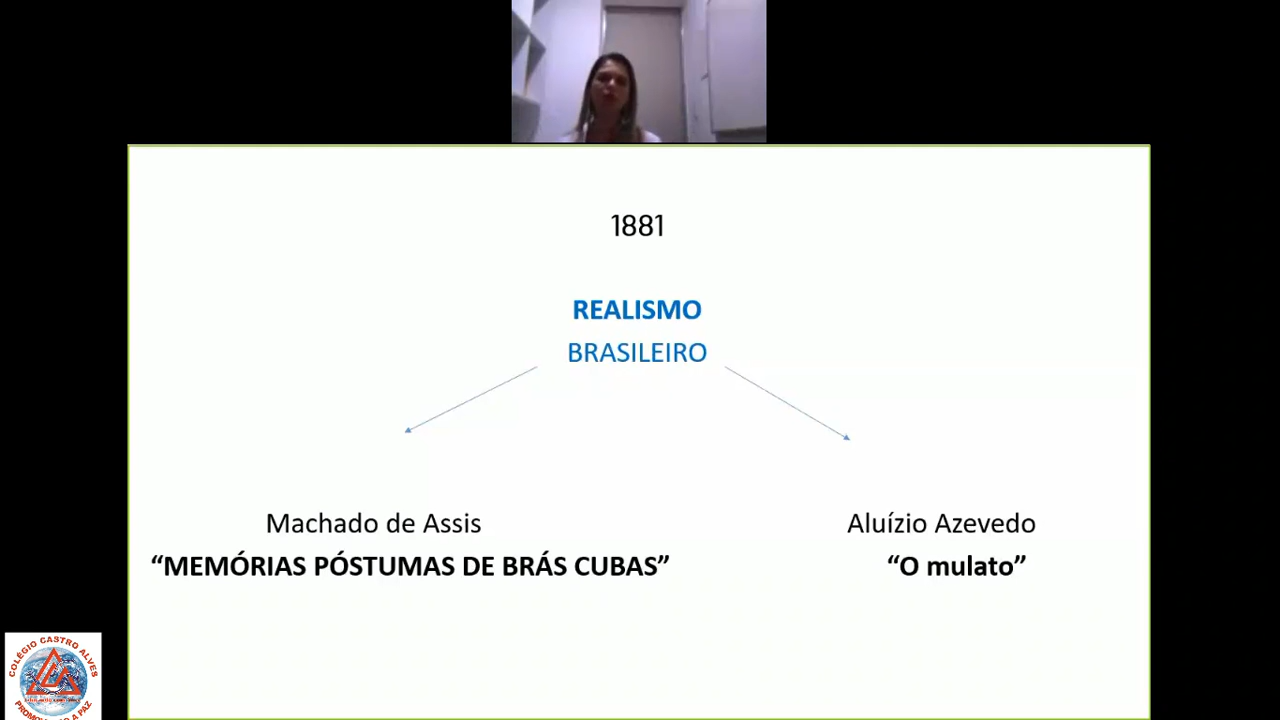 1881
REALISMO
BRASILEIRO
Machado de Assis
Aluízio Azevedo
“MEMÓRIAS PÓSTUMAS DE BRÁS CUBAS”
“O mulato”
COLÉGIO CASTRO ALVES